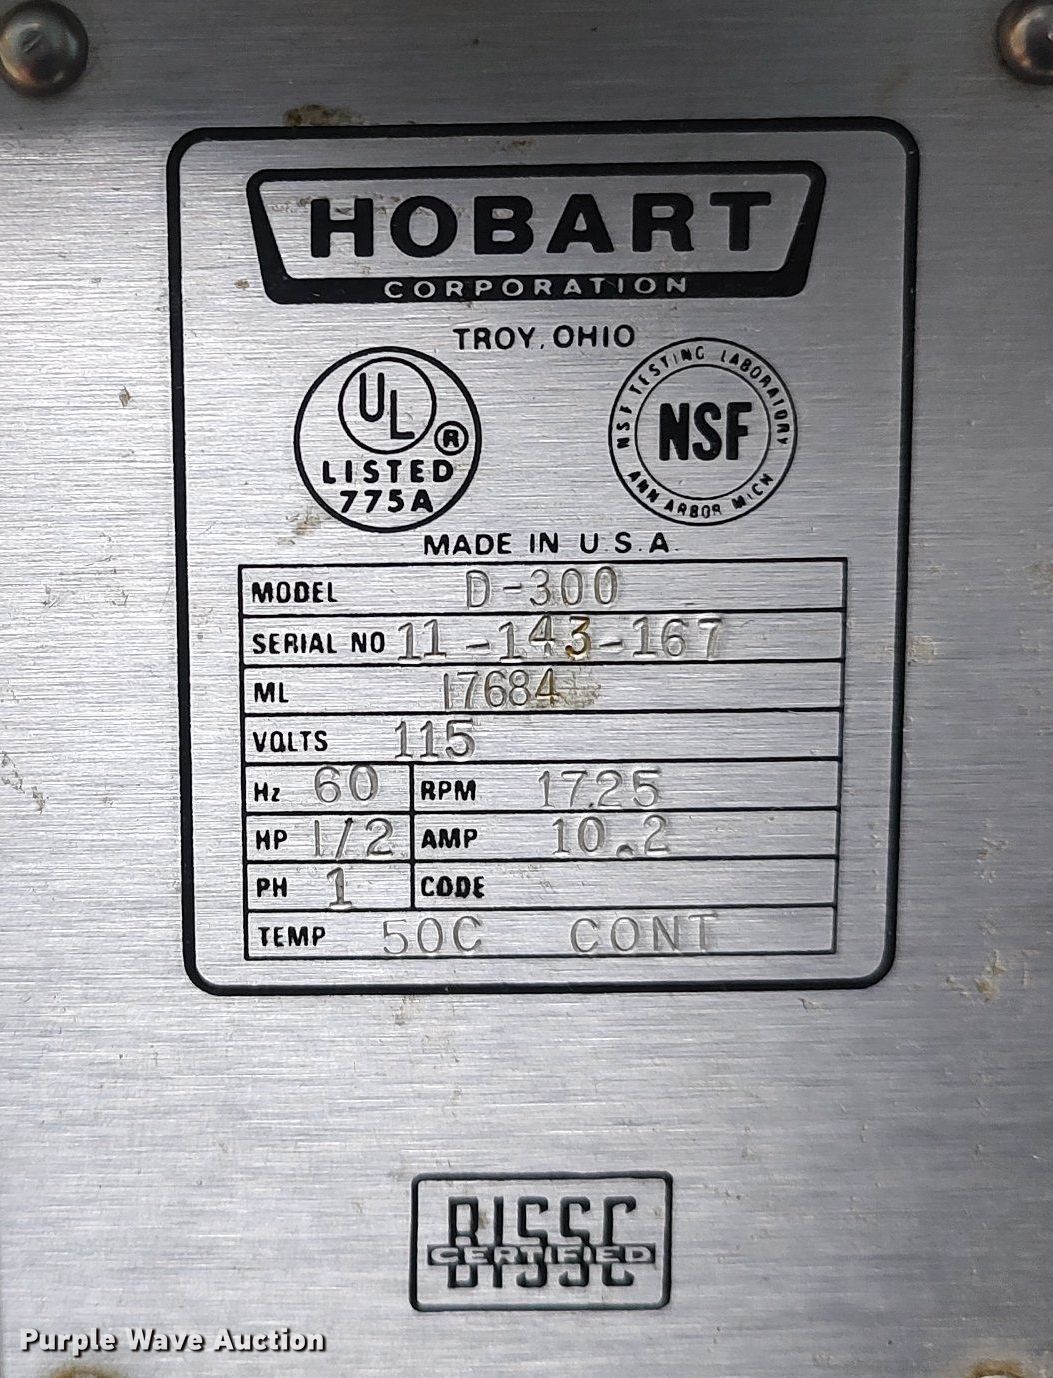 HOBART
CORPORATION
TROY, OHIO
UL ®
LISTED
775A
NSF TESTING LABORATORY
NSF
ANN ARBOR MICH
MADE IN U.S.A.
MODEL D-300
SERIAL NO 11-143-167
ML 17684
VOLTS 115
Hz 60 RPM 1725
HP 1/2 AMP 10.2
PH 1 CODE
TEMP 50C CONT
BISSC
CERTIFIED
Purple Wave Auction